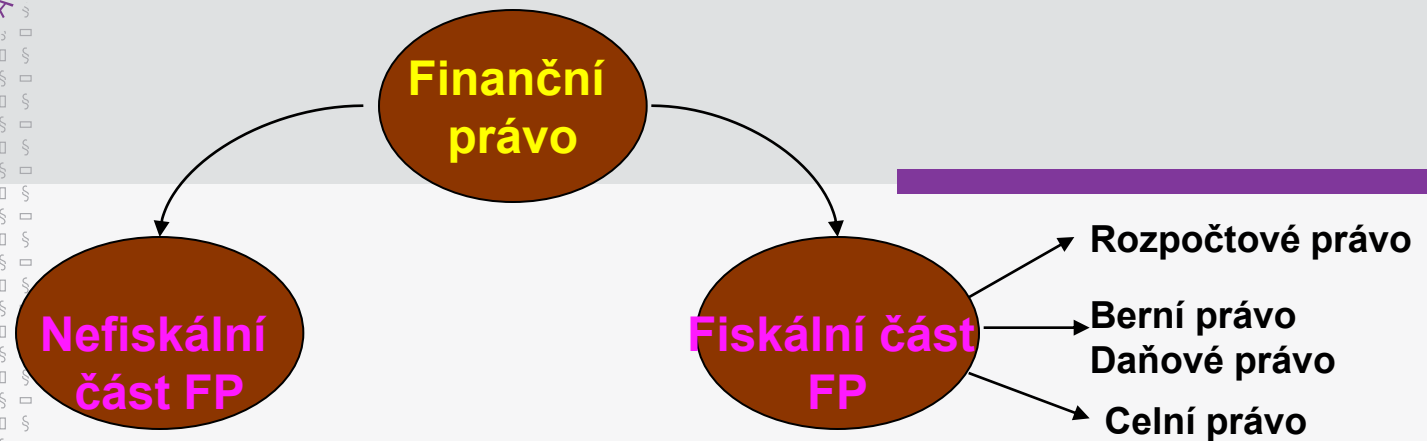 Finanční
právo
Nefiskální
část FP
Fiskální část
FP
Rozpočtové právo
Berní právo
Daňové právo
Celní právo